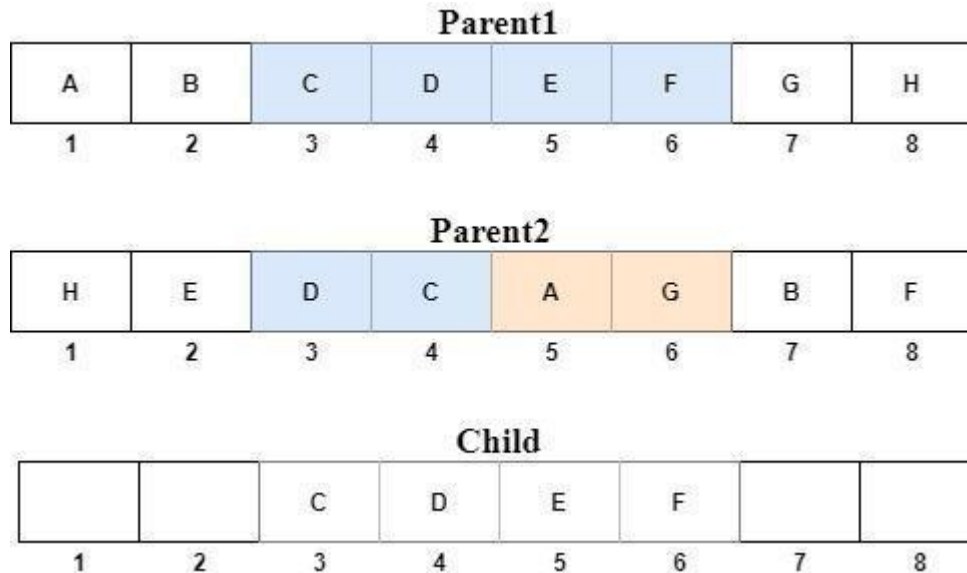 Parent1
A B C D E F G H
1 2 3 4 5 6 7 8
Parent2
H E D C A G B F
1 2 3 4 5 6 7 8
Child
C D E F
1 2 3 4 5 6 7 8